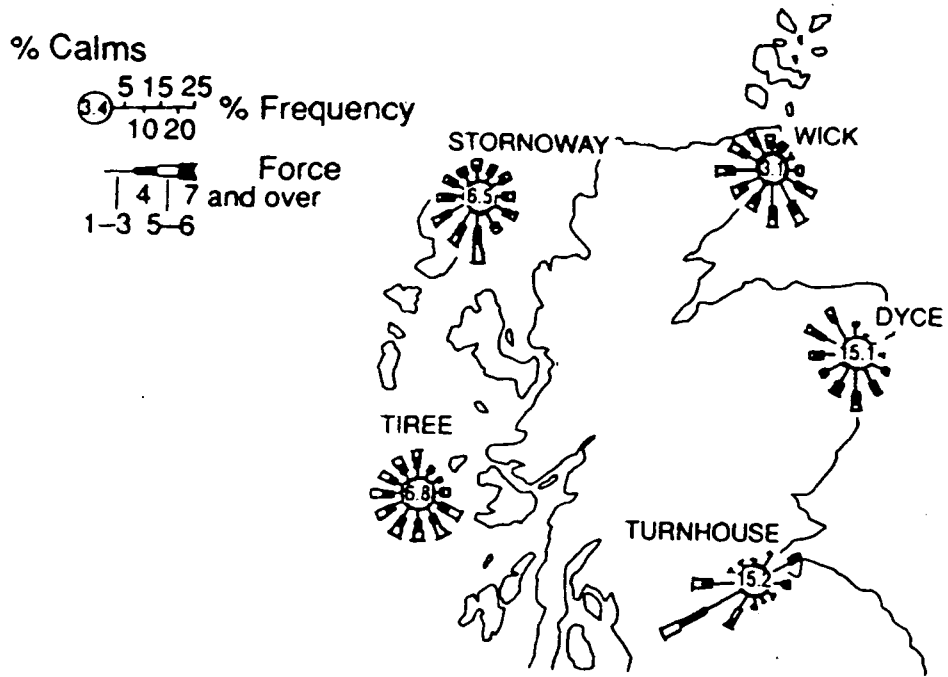 % Calms
5 15 25
3.4
% Frequency
10 20
Force
4 7 and over
1–3 5–6
STORNOWAY
WICK
3.1
6.5
DYCE
15.1
TIREE
6.8
TURNHOUSE
15.2